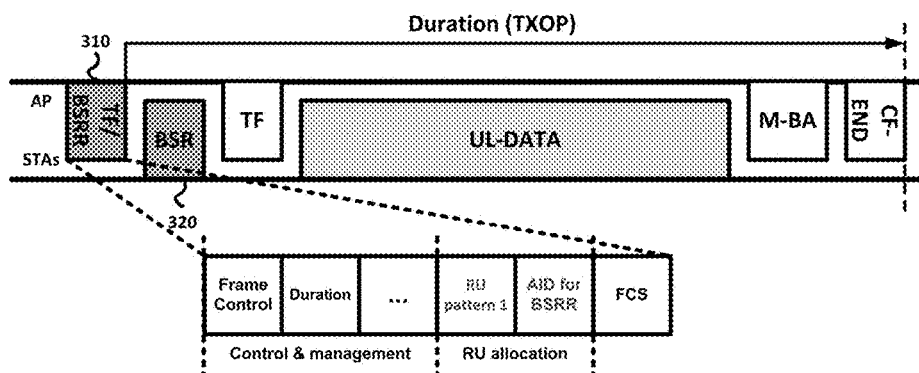 Duration (TXOP)
310
AP
STAs
TF/
BSRR
BSR
320
TF
UL-DATA
M-BA
CF-
END
Frame
Control
Duration
...
RU
pattern 1
AID for
BSRR
FCS
Control & management
RU allocation